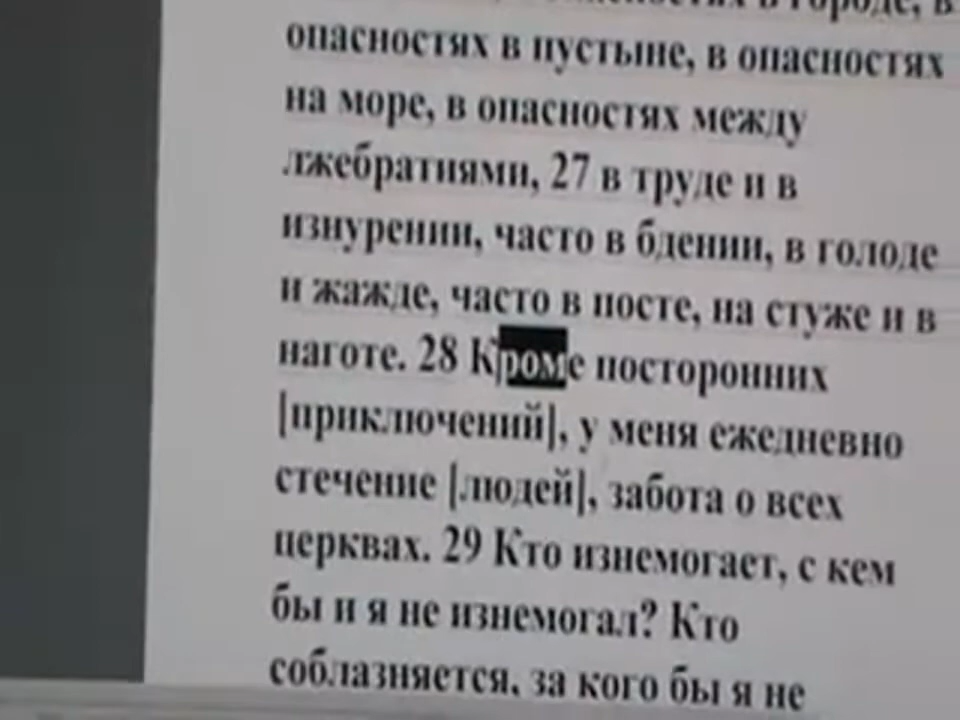 в городе, в
опасностях в пустыне, в опасностях
на море, в опасностях между
лжебратиями, 27 в труде и в
изнурении, часто в бдении, в голоде
и жажде, часто в посте, на стуже и в
наготе. 28 Кроме посторонних
[приключений], у меня ежедневно
стечение [людей], забота о всех
церквах. 29 Кто изнемогает, с кем
бы и я не изнемогал? Кто
соблазняется, за кого бы я не